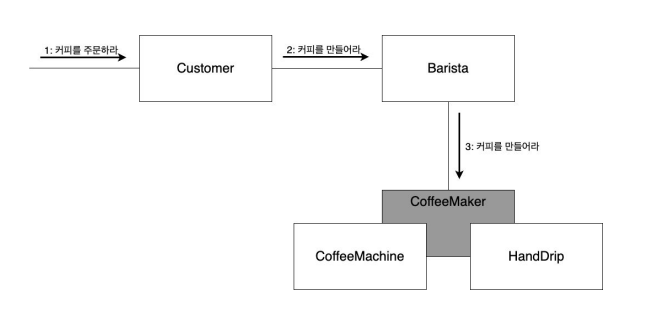 1: 커피를 주문하라
2: 커피를 만들어라
Customer
Barista
3: 커피를 만들어라
CoffeeMaker
CoffeeMachine
HandDrip